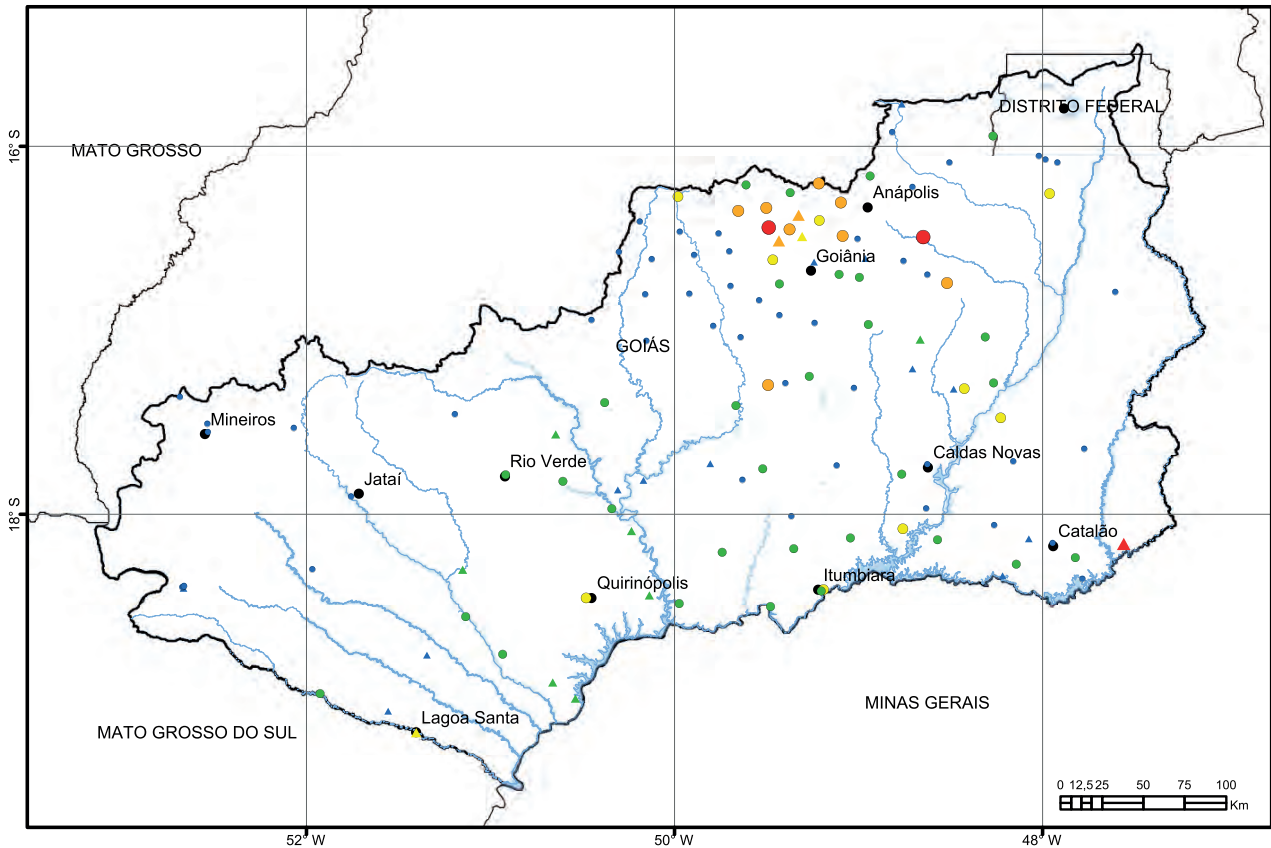 DISTRITO FEDERAL
16° S
MATO GROSSO
Anápolis
Goiânia
GOIÁS
Mineiros
Caldas Novas
Rio Verde
Jataí
18° S
Catalão
Quirinópolis
Itumbiara
MINAS GERAIS
Lagoa Santa
MATO GROSSO DO SUL
0 12,5 25 50 75 100
Km
52° W 50° W 48° W